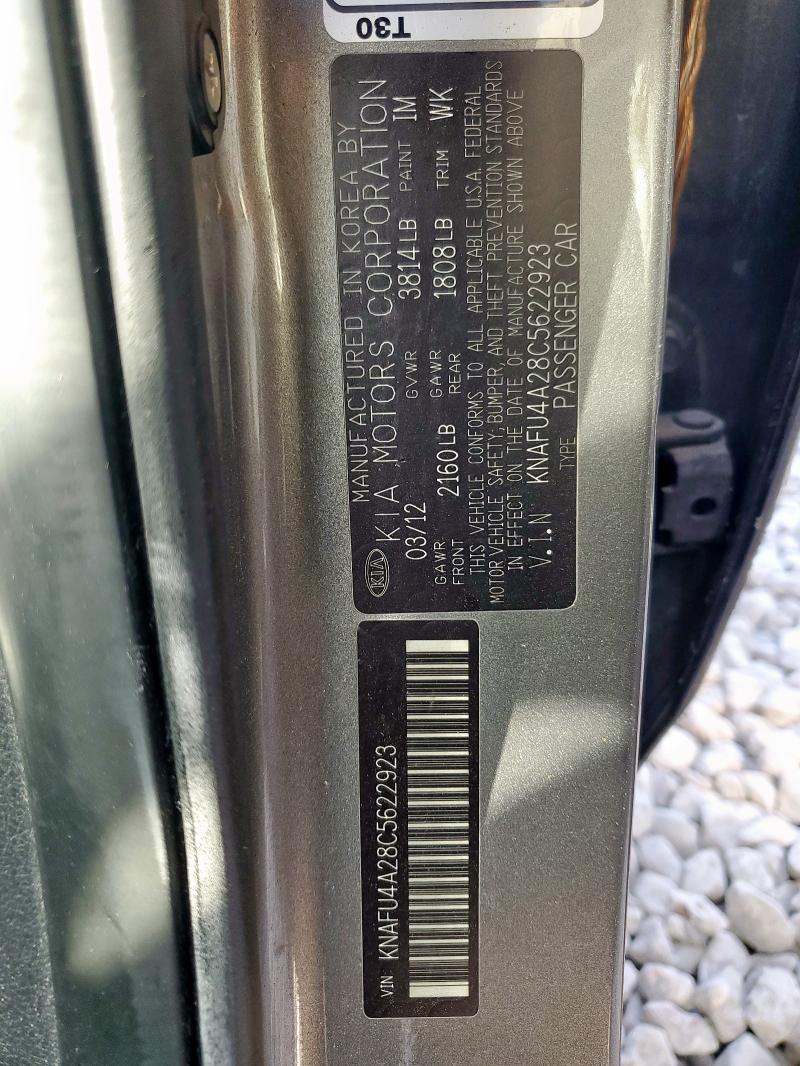 T30
MANUFACTURED IN KOREA BY
KIA KIA MOTORS CORPORATION
03/12 GVWR 3814LB PAINT IM
GAWR FRONT 2160LB GAWR REAR 1808LB TRIM WK
THIS VEHICLE CONFORMS TO ALL APPLICABLE U.S.A. FEDERAL
MOTOR VEHICLE SAFETY, BUMPER, AND THEFT PREVENTION STANDARDS
IN EFFECT ON THE DATE OF MANUFACTURE SHOWN ABOVE
V.I.N KNAFU4A28C5622923
TYPE PASSENGER CAR
VIN: KNAFU4A28C5622923